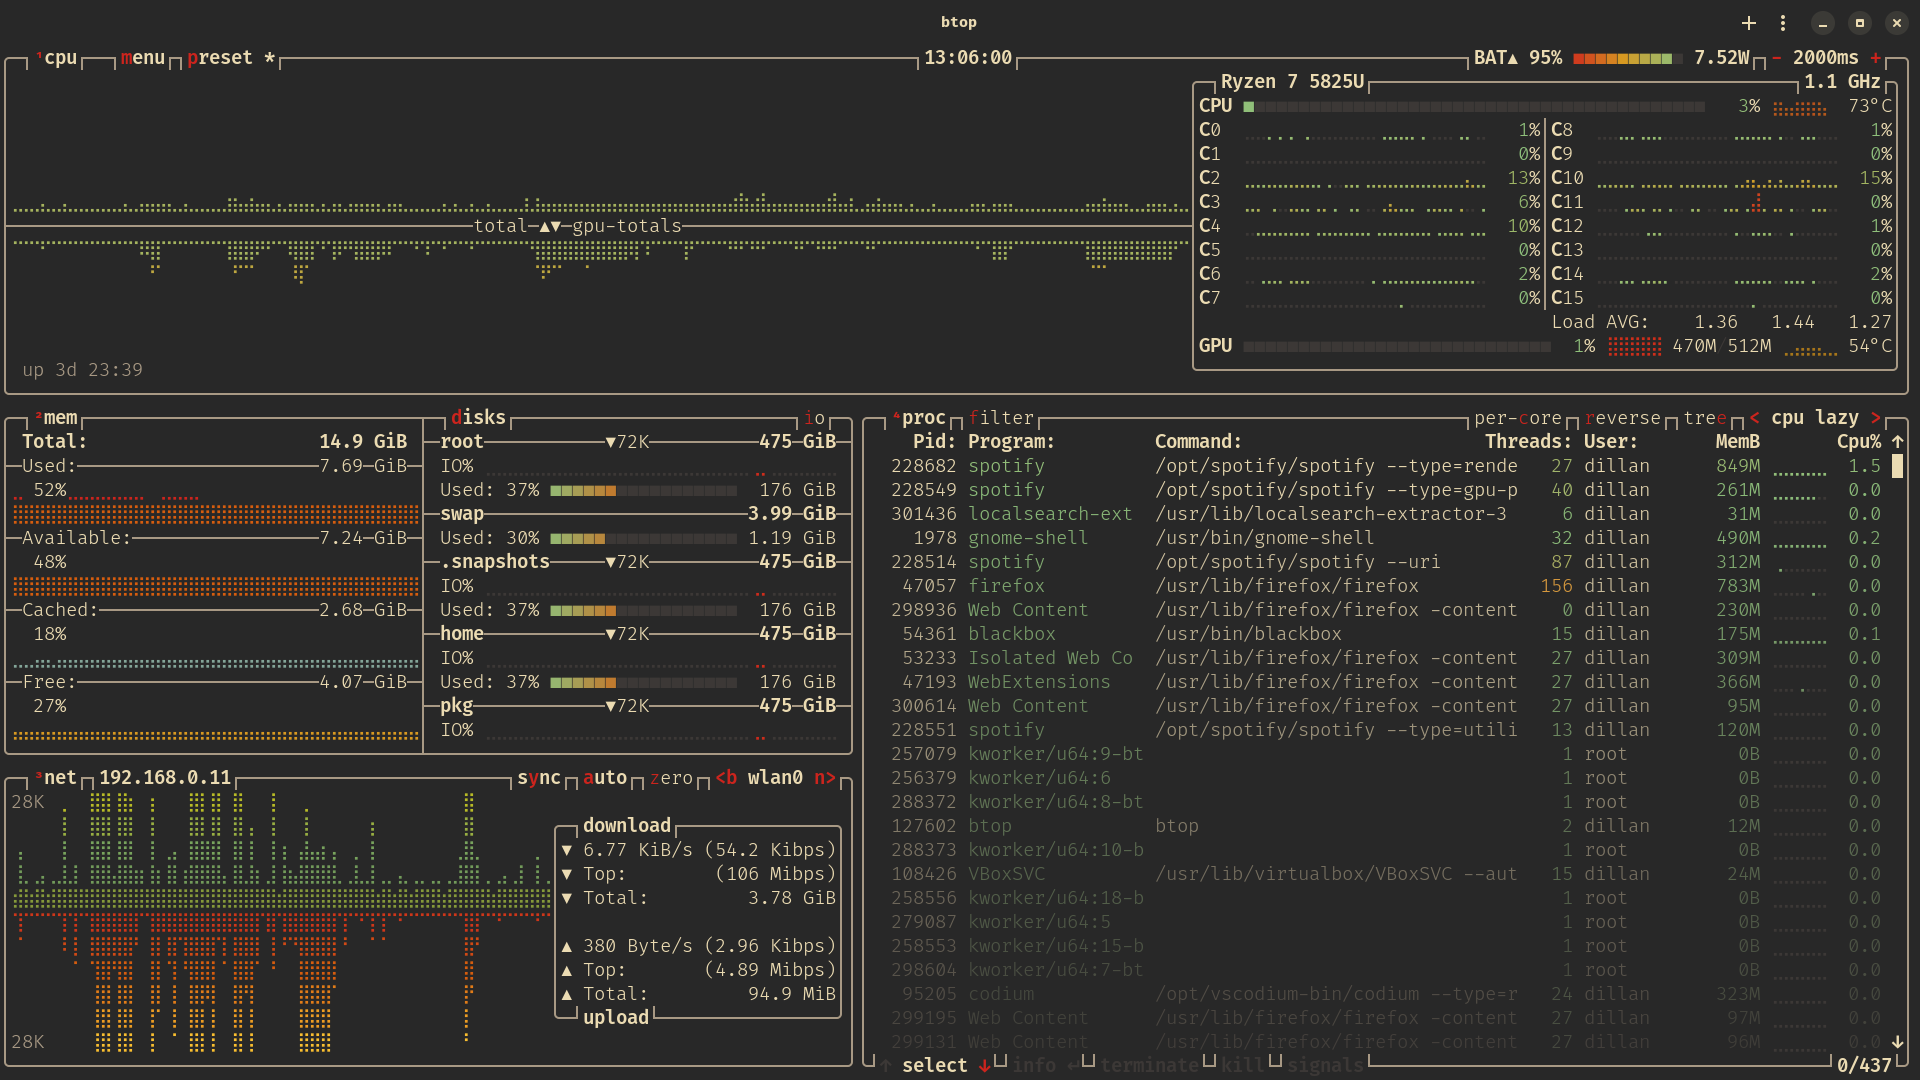 btop
¹cpu menu preset * 13:06:00 BAT▲ 95% 7.52W - 2000ms +
Ryzen 7 5825U 1.1 GHz
CPU 3% 73°C
C0 1% C8 1%
C1 0% C9 0%
C2 13% C10 15%
C3 6% C11 0%
C4 10% C12 1%
C5 0% C13 0%
C6 2% C14 2%
C7 0% C15 0%
Load AVG: 1.36 1.44 1.27
GPU 1% 470M/512M 54°C
total ▲▼ gpu-totals
up 3d 23:39
²mem
Total: 14.9 GiB
Used: 7.69 GiB
52%
Available: 7.24 GiB
48%
Cached: 2.68 GiB
18%
Free: 4.07 GiB
27%
disks io
root ▼72K 475 GiB
IO%
Used: 37% 176 GiB
swap 3.99 GiB
Used: 30% 1.19 GiB
.snapshots ▼72K 475 GiB
IO%
Used: 37% 176 GiB
home ▼72K 475 GiB
IO%
Used: 37% 176 GiB
pkg ▼72K 475 GiB
IO%
³net 192.168.0.11 sync auto zero <b wlan0 n>
28K
download
▼ 6.77 KiB/s (54.2 Kibps)
▼ Top: (106 Mibps)
▼ Total: 3.78 GiB
▲ 380 Byte/s (2.96 Kibps)
▲ Top: (4.89 Mibps)
▲ Total: 94.9 MiB
upload
28K
⁴proc filter per-core reverse tree < cpu lazy >
Pid: Program: Command: Threads: User: MemB Cpu% ↑
228682 spotify /opt/spotify/spotify --type=rende 27 dillan 849M 1.5
228549 spotify /opt/spotify/spotify --type=gpu-p 40 dillan 261M 0.0
301436 localsearch-ext /usr/lib/localsearch-extractor-3 6 dillan 31M 0.0
1978 gnome-shell /usr/bin/gnome-shell 32 dillan 490M 0.2
228514 spotify /opt/spotify/spotify --uri 87 dillan 312M 0.0
47057 firefox /usr/lib/firefox/firefox 156 dillan 783M 0.0
298936 Web Content /usr/lib/firefox/firefox -content 0 dillan 230M 0.0
54361 blackbox /usr/bin/blackbox 15 dillan 175M 0.1
53233 Isolated Web Co /usr/lib/firefox/firefox -content 27 dillan 309M 0.0
47193 WebExtensions /usr/lib/firefox/firefox -content 27 dillan 366M 0.0
300614 Web Content /usr/lib/firefox/firefox -content 27 dillan 95M 0.0
228551 spotify /opt/spotify/spotify --type=utili 13 dillan 120M 0.0
257079 kworker/u64:9-bt 1 root 0B 0.0
256379 kworker/u64:6 1 root 0B 0.0
288372 kworker/u64:8-bt 1 root 0B 0.0
127602 btop btop 2 dillan 12M 0.0
288373 kworker/u64:10-b 1 root 0B 0.0
108426 VBoxSVC /usr/lib/virtualbox/VBoxSVC --aut 15 dillan 24M 0.0
258556 kworker/u64:18-b 1 root 0B 0.0
279087 kworker/u64:5 1 root 0B 0.0
258553 kworker/u64:15-b 1 root 0B 0.0
298604 kworker/u64:7-bt 1 root 0B 0.0
95205 codium /opt/vscodium-bin/codium --type=r 24 dillan 323M 0.0
299195 Web Content /usr/lib/firefox/firefox -content 27 dillan 97M 0.0
299131 Web Content /usr/lib/firefox/firefox -content 27 dillan 96M 0.0 ↓
↑ select ↓ info ↵ terminate kill signals 0/437